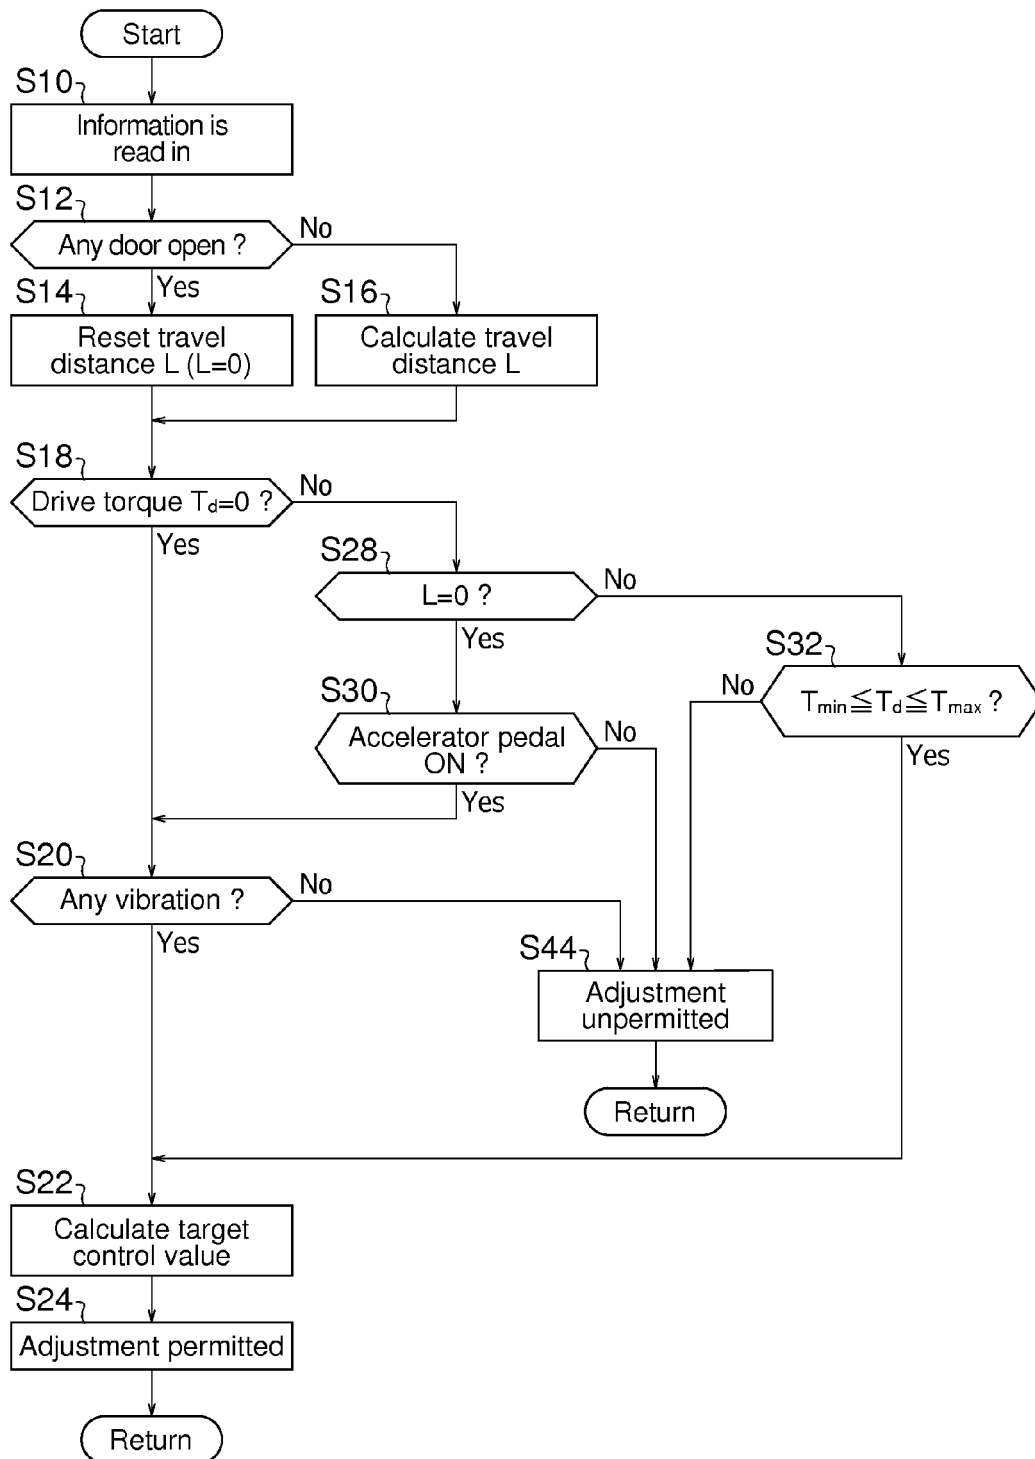 Start
S10
Information is
read in
S12
Any door open ?
No
Yes
S14
Reset travel
distance L (L=0)
S16
Calculate travel
distance L
S18
Drive torque Td=0 ?
No
Yes
S28
L=0 ?
No
Yes
S32
Tmin≦Td≦Tmax ?
No
Yes
S30
Accelerator pedal
ON ?
No
Yes
S20
Any vibration ?
No
Yes
S44
Adjustment
unpermitted
Return
S22
Calculate target
control value
S24
Adjustment permitted
Return